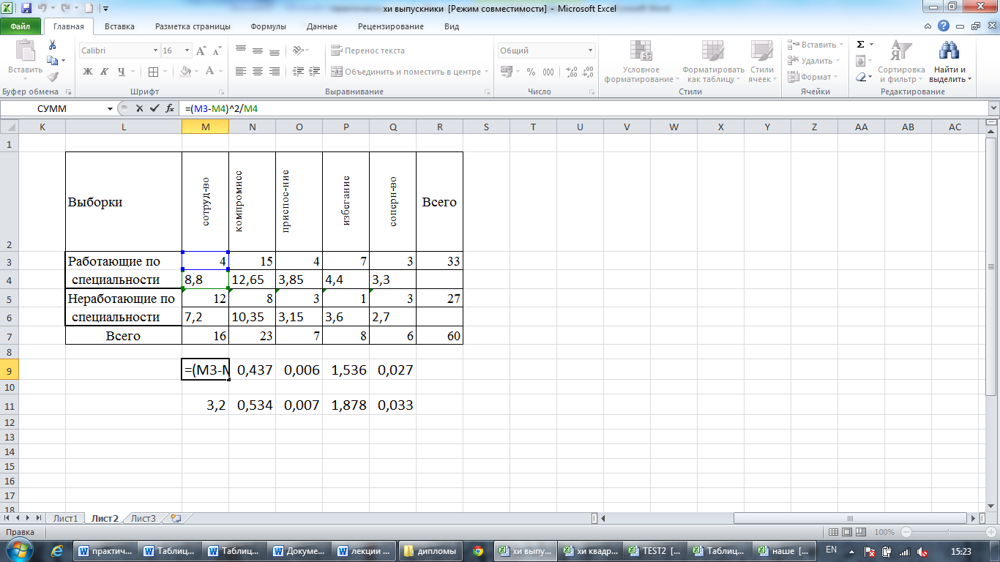 хи выпускники  [Режим совместимости]  -  Microsoft Excel
Файл Главная Вставка Разметка страницы Формулы Данные Рецензирование Вид
Вставить
Calibri 16
Ж К Ч
Перенос текста
Объединить и поместить в центре
Общий
% 000
Условное форматирование
Форматировать как таблицу
Стили ячеек
Вставить
Удалить
Формат
Σ
Сортировка и фильтр
Найти и выделить
Буфер обмена Шрифт Выравнивание Число Стили Ячейки Редактирование
СУММ fx =(M3-M4)^2/M4
K L M N O P Q R S T U V W X Y Z AA AB AC
1
2 Выборки сотруд-во компромисс приспос-ние избегание соперн-во Всего
3 Работающие по 4 15 4 7 3 33
4 специальности 8,8 12,65 3,85 4,4 3,3
5 Неработающие по 12 8 3 1 3 27
6 специальности 7,2 10,35 3,15 3,6 2,7
7 Всего 16 23 7 8 6 60
8
9 =(M3-M 0,437 0,006 1,536 0,027
10
11 3,2 0,534 0,007 1,878 0,033
12
13
14
15
16
17
18
Лист1 Лист2 Лист3
Правка 100%
практич... Таблиц... Таблиц... Докуме... лекции ... дипломы хи выпу... хи квадр... TEST2  [... Таблиц... наше  [... EN 15:23